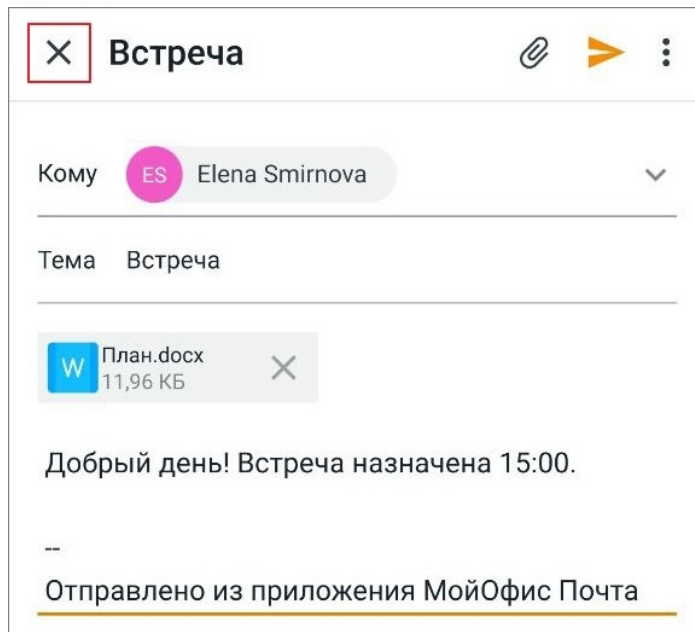 Встреча
Кому ES Elena Smirnova
Тема Встреча
W План.docx
11,96 КБ
Добрый день! Встреча назначена 15:00.
--
Отправлено из приложения МойОфис Почта